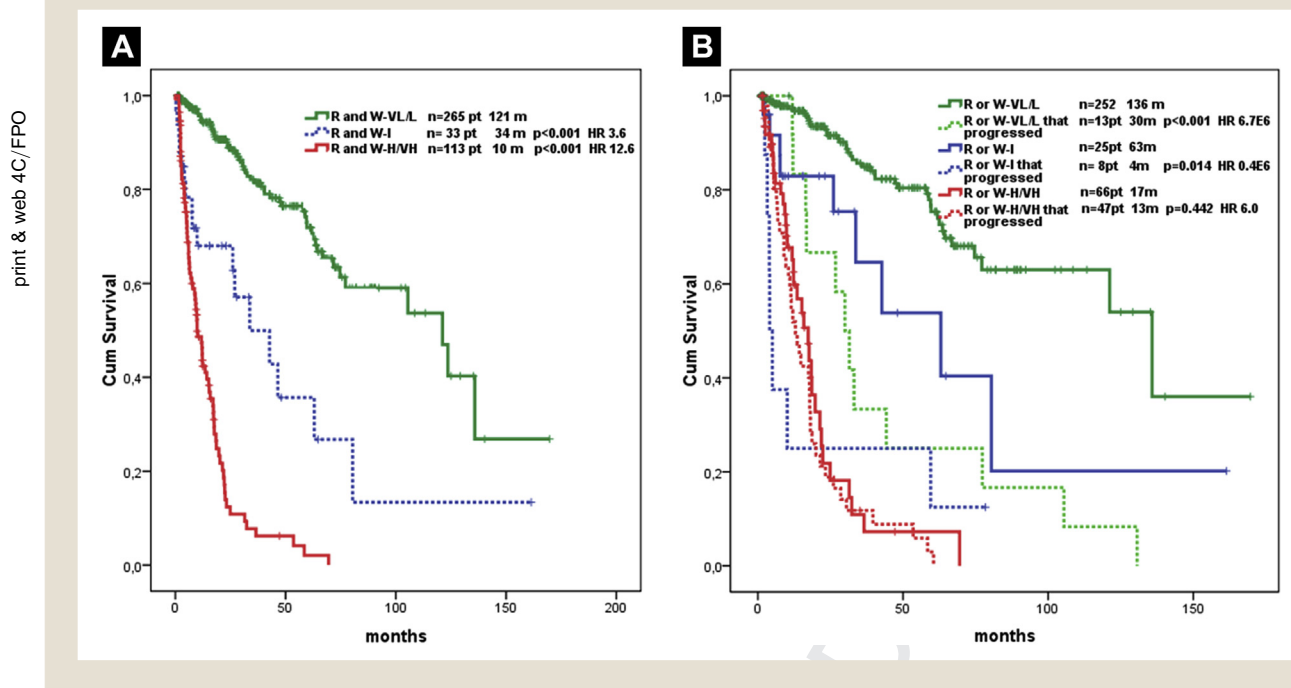 print & web 4C/FPO
A
R and W-VL/L n=265 pt 121 m
R and W-I n= 33 pt 34 m p<0.001 HR 3.6
R and W-H/VH n=113 pt 10 m p<0.001 HR 12.6
1,0
0,8
0,6
0,4
0,2
0,0
Cum Survival
0 50 100 150 200
months
B
R or W-VL/L n=252 136 m
R or W-VL/L that n=13pt 30m p<0.001 HR 6.7E6
progressed
R or W-I n=25pt 63m
R or W-I that n= 8pt 4m p=0.014 HR 0.4E6
progressed
R or W-H/VH n=66pt 17m
R or W-H/VH that n=47pt 13m p=0.442 HR 6.0
progressed
1,0
0,8
0,6
0,4
0,2
0,0
Cum Survival
0 50 100 150
months